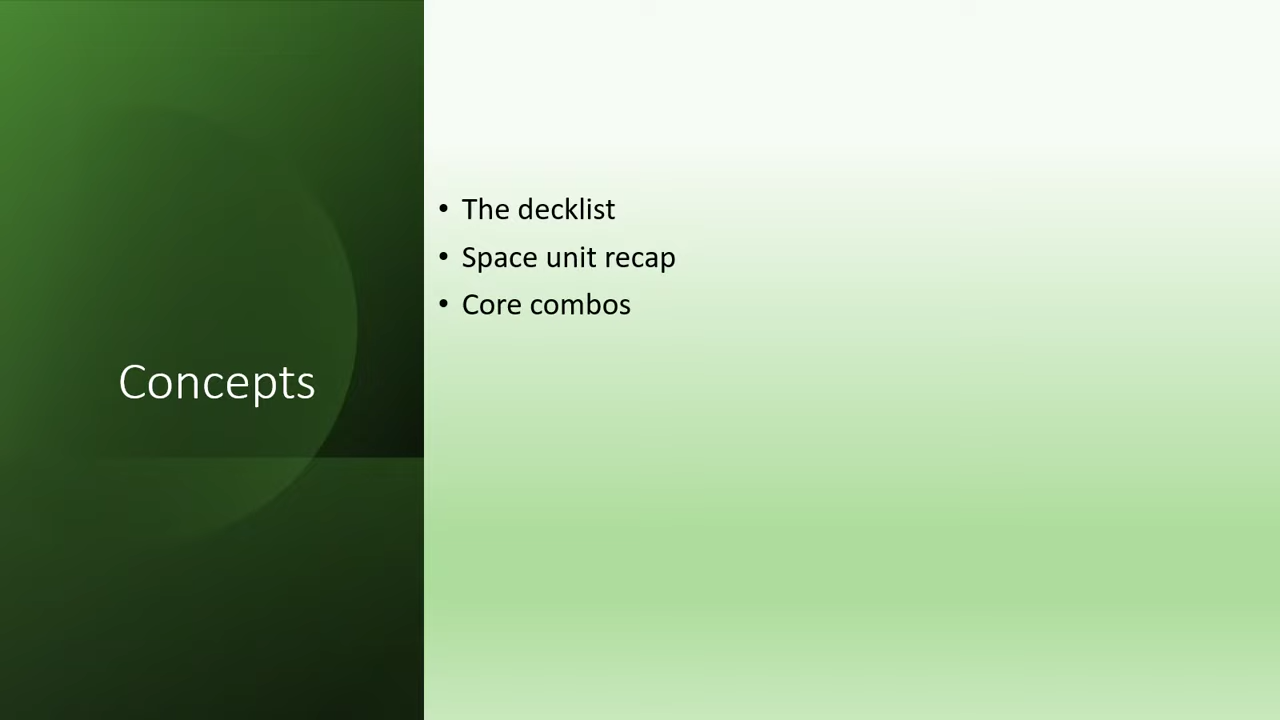 Concepts
• The decklist
• Space unit recap
• Core combos